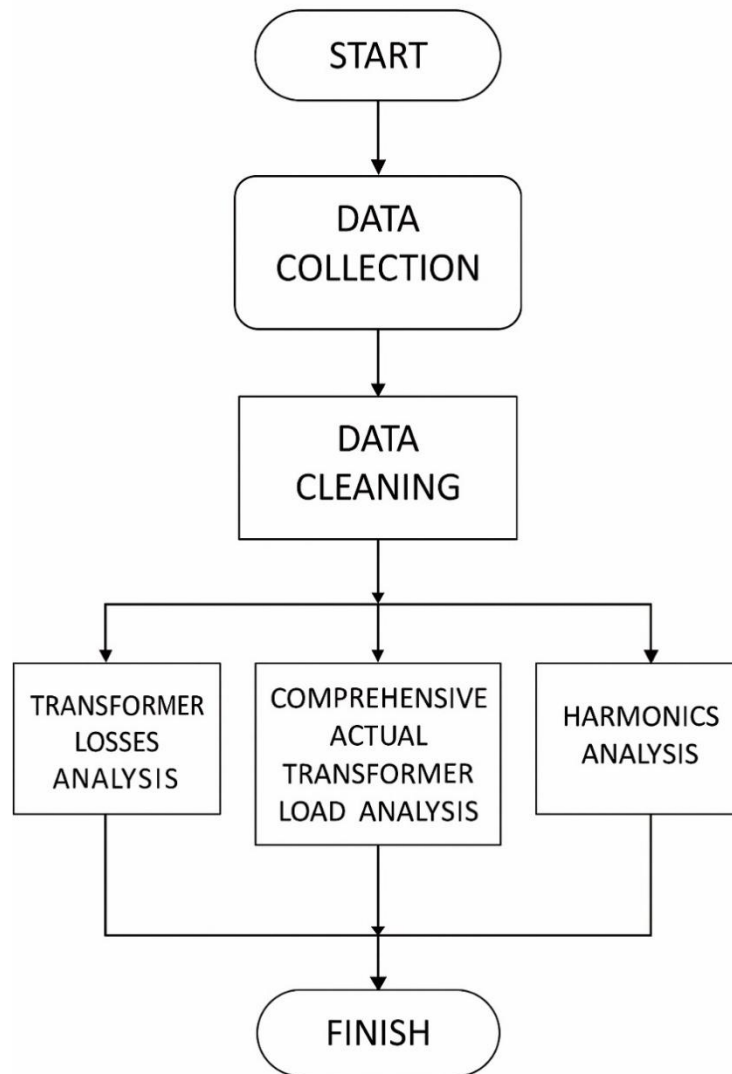 START
DATA
COLLECTION
DATA
CLEANING
TRANSFORMER
LOSSES
ANALYSIS
COMPREHENSIVE
ACTUAL
TRANSFORMER
LOAD ANALYSIS
HARMONICS
ANALYSIS
FINISH